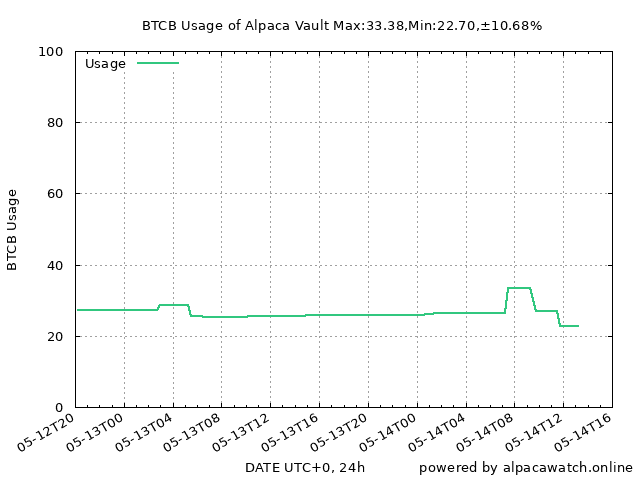 BTCB Usage of Alpaca Vault Max:33.38,Min:22.70,±10.68%
Usage
100
80
60
40
20
0
BTCB Usage
05-12T20
05-13T00
05-13T04
05-13T08
05-13T12
05-13T16
05-13T20
05-14T00
05-14T04
05-14T08
05-14T12
05-14T16
DATE UTC+0, 24h
powered by alpacawatch.online